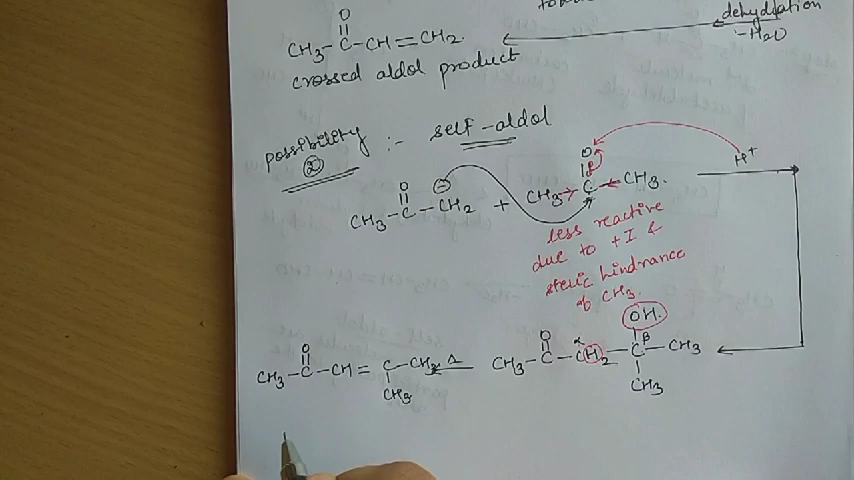 dehydration
-H2O
O
||
CH3-C-CH=CH2.
crossed aldol product
possibility :- self-aldol
②
O
||
CH3-C-CH2
⊖
+
O
||
CH3→C←CH3.
H+
less reactive
due to +I &
steric hindrance
of CH3.
OH.
O
||
CH3-C-CH2-C-CH3
α
β
CH3
Δ
O
||
CH3-C-CH=C-CH3
CH3